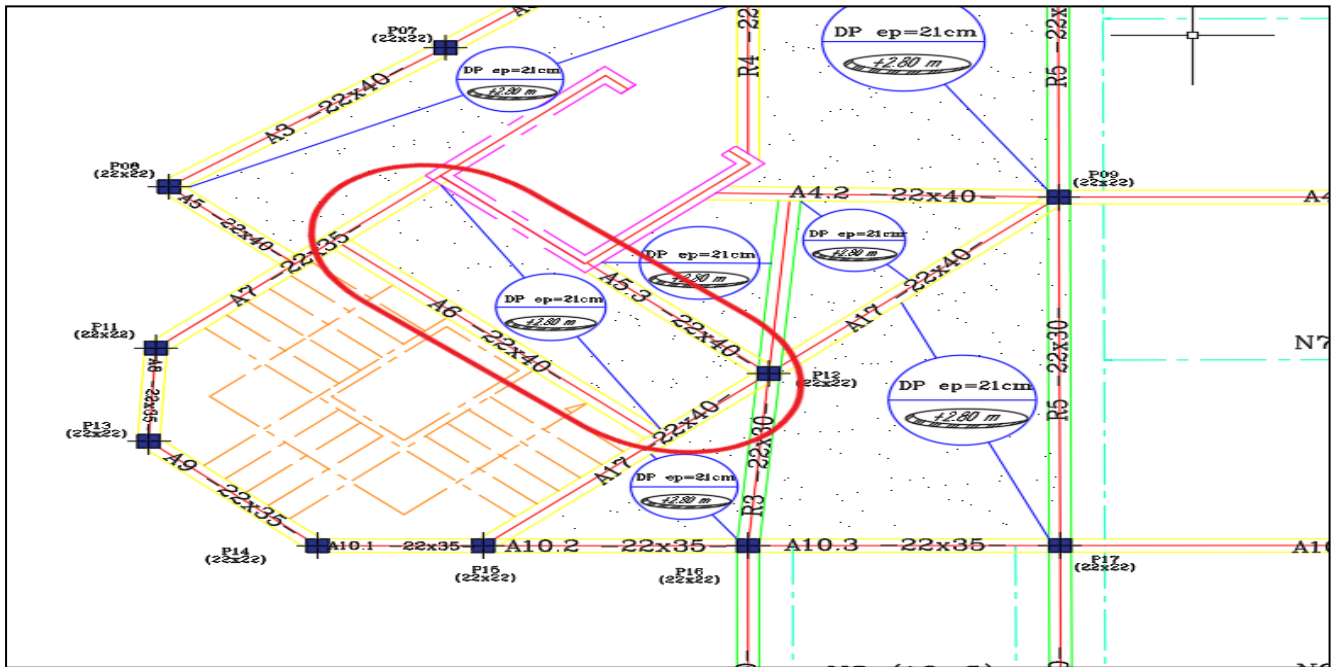 P07
(22x22)
DP ep=21cm
+2.80 m
R4 -22
DP ep=21cm
+2.80 m
R5 -22x
A3 -22x40-
P08
(22x22)
P09
(22x22)
A4.2 -22x40-
A4
A5 -22x40-
DP ep=21cm
+2.80 m
DP ep=21cm
+2.80 m
A7 -22x35-
A6 -22x40-
DP ep=21cm
+2.80 m
A5.3 -22x40-
A17 -22x40-
P11
(22x22)
N7
R5 -22x30-
P12
(22x22)
A8 -22x35-
DP ep=21cm
+2.80 m
P13
(22x22)
A17 -22x40-
R3 -22x30-
A9 -22x35-
DP ep=21cm
+2.80 m
P14
(22x22)
A10.1 -22x35-
A10.2 -22x35-
A10.3 -22x35-
A10
P15
(22x22)
P16
(22x22)
P17
(22x22)